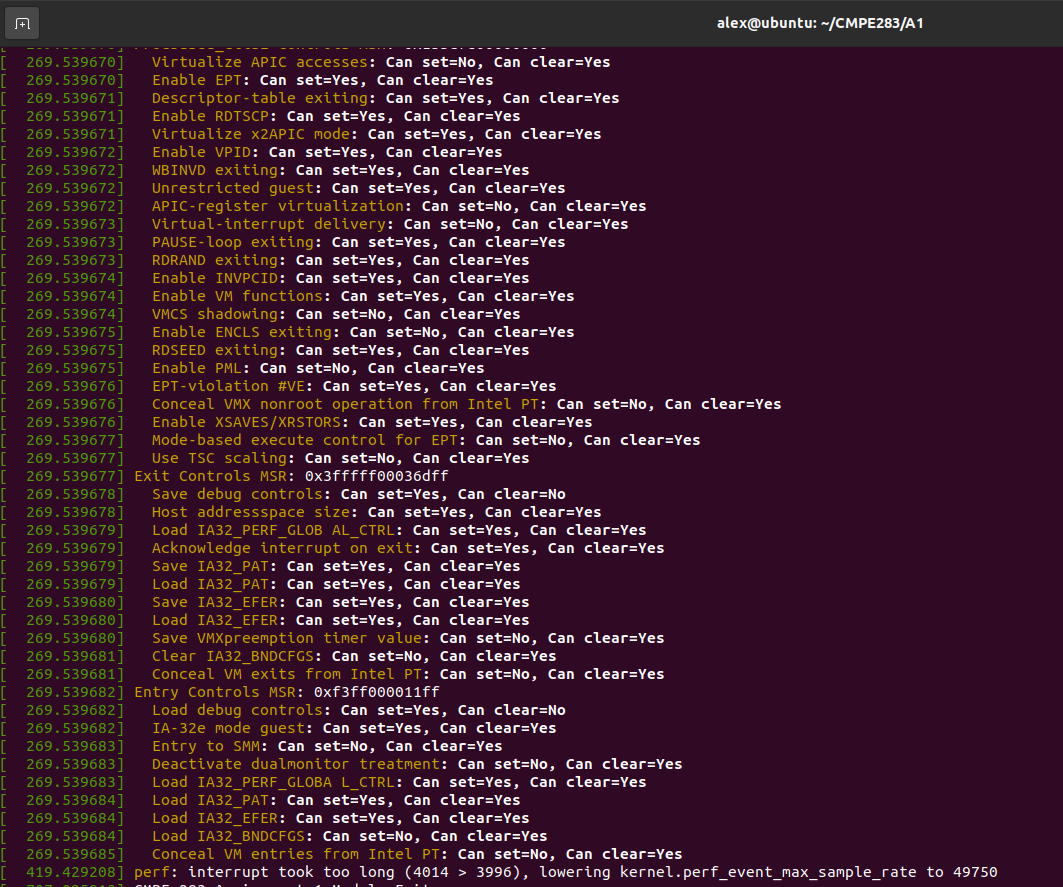 alex@ubuntu: ~/CMPE283/A1
[  269.539670]   Virtualize APIC accesses: Can set=No, Can clear=Yes
[  269.539670]   Enable EPT: Can set=Yes, Can clear=Yes
[  269.539671]   Descriptor-table exiting: Can set=Yes, Can clear=Yes
[  269.539671]   Enable RDTSCP: Can set=Yes, Can clear=Yes
[  269.539671]   Virtualize x2APIC mode: Can set=Yes, Can clear=Yes
[  269.539672]   Enable VPID: Can set=Yes, Can clear=Yes
[  269.539672]   WBINVD exiting: Can set=Yes, Can clear=Yes
[  269.539672]   Unrestricted guest: Can set=Yes, Can clear=Yes
[  269.539672]   APIC-register virtualization: Can set=No, Can clear=Yes
[  269.539673]   Virtual-interrupt delivery: Can set=No, Can clear=Yes
[  269.539673]   PAUSE-loop exiting: Can set=Yes, Can clear=Yes
[  269.539673]   RDRAND exiting: Can set=Yes, Can clear=Yes
[  269.539674]   Enable INVPCID: Can set=Yes, Can clear=Yes
[  269.539674]   Enable VM functions: Can set=Yes, Can clear=Yes
[  269.539674]   VMCS shadowing: Can set=No, Can clear=Yes
[  269.539675]   Enable ENCLS exiting: Can set=No, Can clear=Yes
[  269.539675]   RDSEED exiting: Can set=Yes, Can clear=Yes
[  269.539675]   Enable PML: Can set=No, Can clear=Yes
[  269.539676]   EPT-violation #VE: Can set=Yes, Can clear=Yes
[  269.539676]   Conceal VMX nonroot operation from Intel PT: Can set=No, Can clear=Yes
[  269.539676]   Enable XSAVES/XRSTORS: Can set=Yes, Can clear=Yes
[  269.539677]   Mode-based execute control for EPT: Can set=No, Can clear=Yes
[  269.539677]   Use TSC scaling: Can set=No, Can clear=Yes
[  269.539677] Exit Controls MSR: 0x3fffff00036dff
[  269.539678]   Save debug controls: Can set=Yes, Can clear=No
[  269.539678]   Host addressspace size: Can set=Yes, Can clear=Yes
[  269.539679]   Load IA32_PERF_GLOB AL_CTRL: Can set=Yes, Can clear=Yes
[  269.539679]   Acknowledge interrupt on exit: Can set=Yes, Can clear=Yes
[  269.539679]   Save IA32_PAT: Can set=Yes, Can clear=Yes
[  269.539679]   Load IA32_PAT: Can set=Yes, Can clear=Yes
[  269.539680]   Save IA32_EFER: Can set=Yes, Can clear=Yes
[  269.539680]   Load IA32_EFER: Can set=Yes, Can clear=Yes
[  269.539680]   Save VMXpreemption timer value: Can set=No, Can clear=Yes
[  269.539681]   Clear IA32_BNDCFGS: Can set=No, Can clear=Yes
[  269.539681]   Conceal VM exits from Intel PT: Can set=No, Can clear=Yes
[  269.539682] Entry Controls MSR: 0xf3ff000011ff
[  269.539682]   Load debug controls: Can set=Yes, Can clear=No
[  269.539682]   IA-32e mode guest: Can set=Yes, Can clear=Yes
[  269.539683]   Entry to SMM: Can set=No, Can clear=Yes
[  269.539683]   Deactivate dualmonitor treatment: Can set=No, Can clear=Yes
[  269.539683]   Load IA32_PERF_GLOBA L_CTRL: Can set=Yes, Can clear=Yes
[  269.539684]   Load IA32_PAT: Can set=Yes, Can clear=Yes
[  269.539684]   Load IA32_EFER: Can set=Yes, Can clear=Yes
[  269.539684]   Load IA32_BNDCFGS: Can set=No, Can clear=Yes
[  269.539685]   Conceal VM entries from Intel PT: Can set=No, Can clear=Yes
[  419.429208] perf: interrupt took too long (4014 > 3996), lowering kernel.perf_event_max_sample_rate to 49750